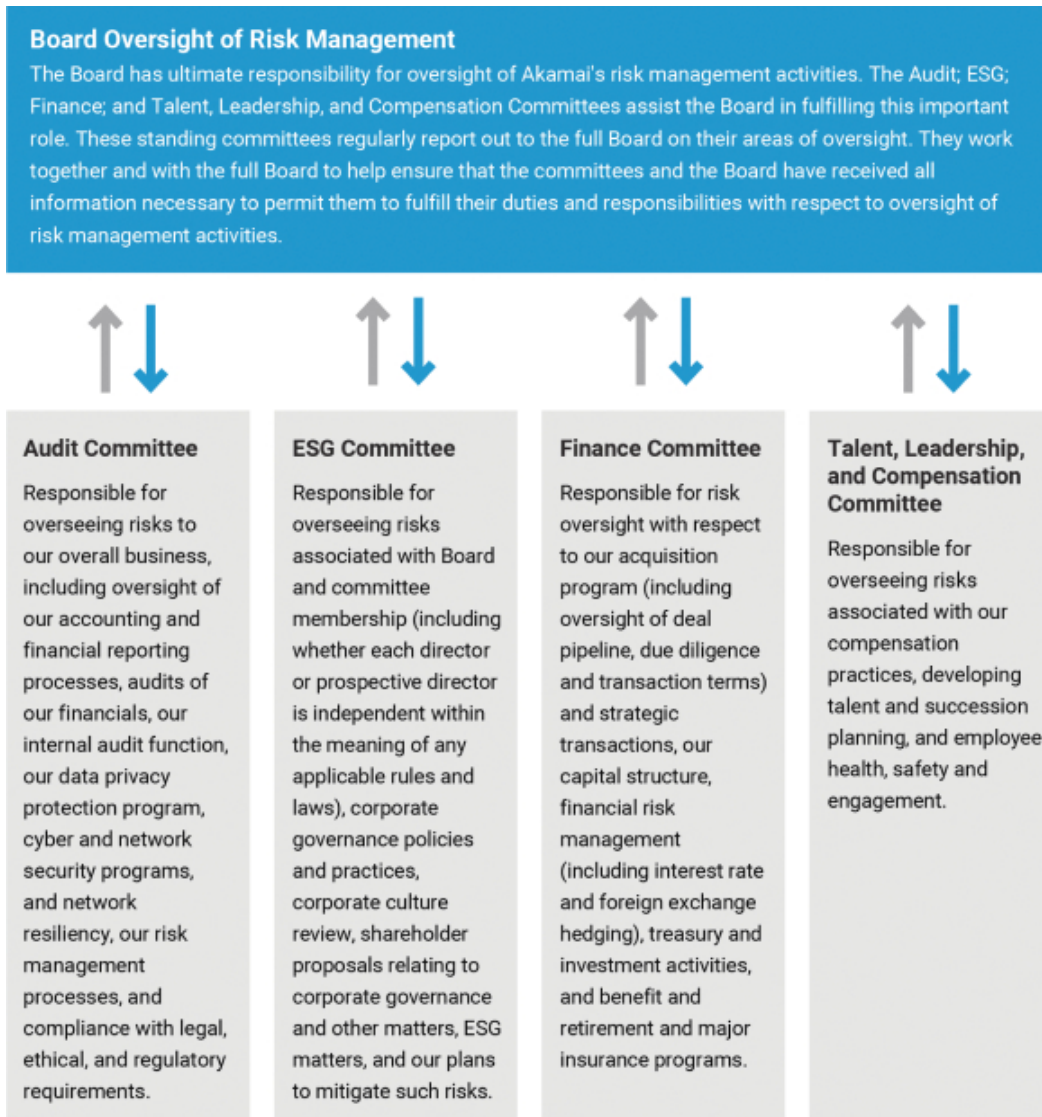 Board Oversight of Risk Management
The Board has ultimate responsibility for oversight of Akamai's risk management activities. The Audit; ESG;
Finance; and Talent, Leadership, and Compensation Committees assist the Board in fulfilling this important
role. These standing committees regularly report out to the full Board on their areas of oversight. They work
together and with the full Board to help ensure that the committees and the Board have received all
information necessary to permit them to fulfill their duties and responsibilities with respect to oversight of
risk management activities.
Audit Committee
Responsible for
overseeing risks to
our overall business,
including oversight of
our accounting and
financial reporting
processes, audits of
our financials, our
internal audit function,
our data privacy
protection program,
cyber and network
security programs,
and network
resiliency, our risk
management
processes, and
compliance with legal,
ethical, and regulatory
requirements.
ESG Committee
Responsible for
overseeing risks
associated with Board
and committee
membership (including
whether each director
or prospective director
is independent within
the meaning of any
applicable rules and
laws), corporate
governance policies
and practices,
corporate culture
review, shareholder
proposals relating to
corporate governance
and other matters, ESG
matters, and our plans
to mitigate such risks.
Finance Committee
Responsible for risk
oversight with respect
to our acquisition
program (including
oversight of deal
pipeline, due diligence
and transaction terms)
and strategic
transactions, our
capital structure,
financial risk
management
(including interest rate
and foreign exchange
hedging), treasury and
investment activities,
and benefit and
retirement and major
insurance programs.
Talent, Leadership,
and Compensation
Committee
Responsible for
overseeing risks
associated with our
compensation
practices, developing
talent and succession
planning, and employee
health, safety and
engagement.